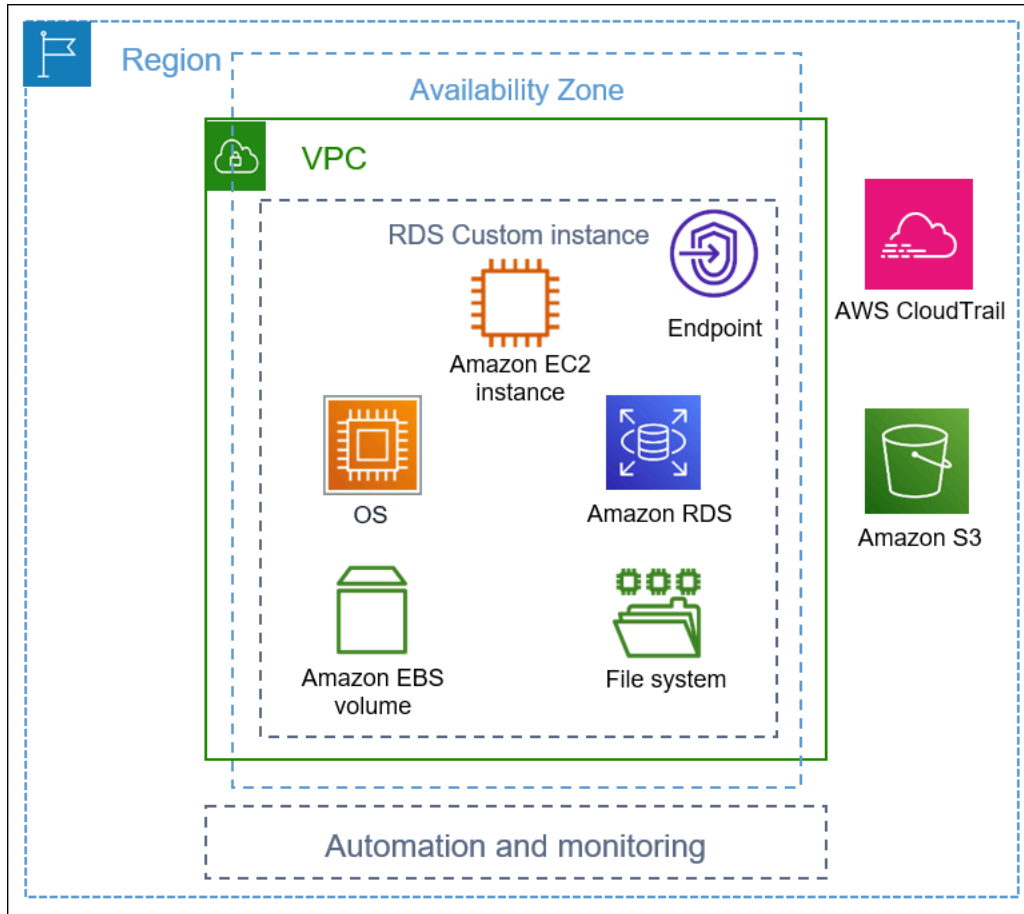 Region
Availability Zone
VPC
RDS Custom instance
Endpoint
Amazon EC2
instance
AWS CloudTrail
OS
Amazon RDS
Amazon S3
Amazon EBS
volume
File system
Automation and monitoring